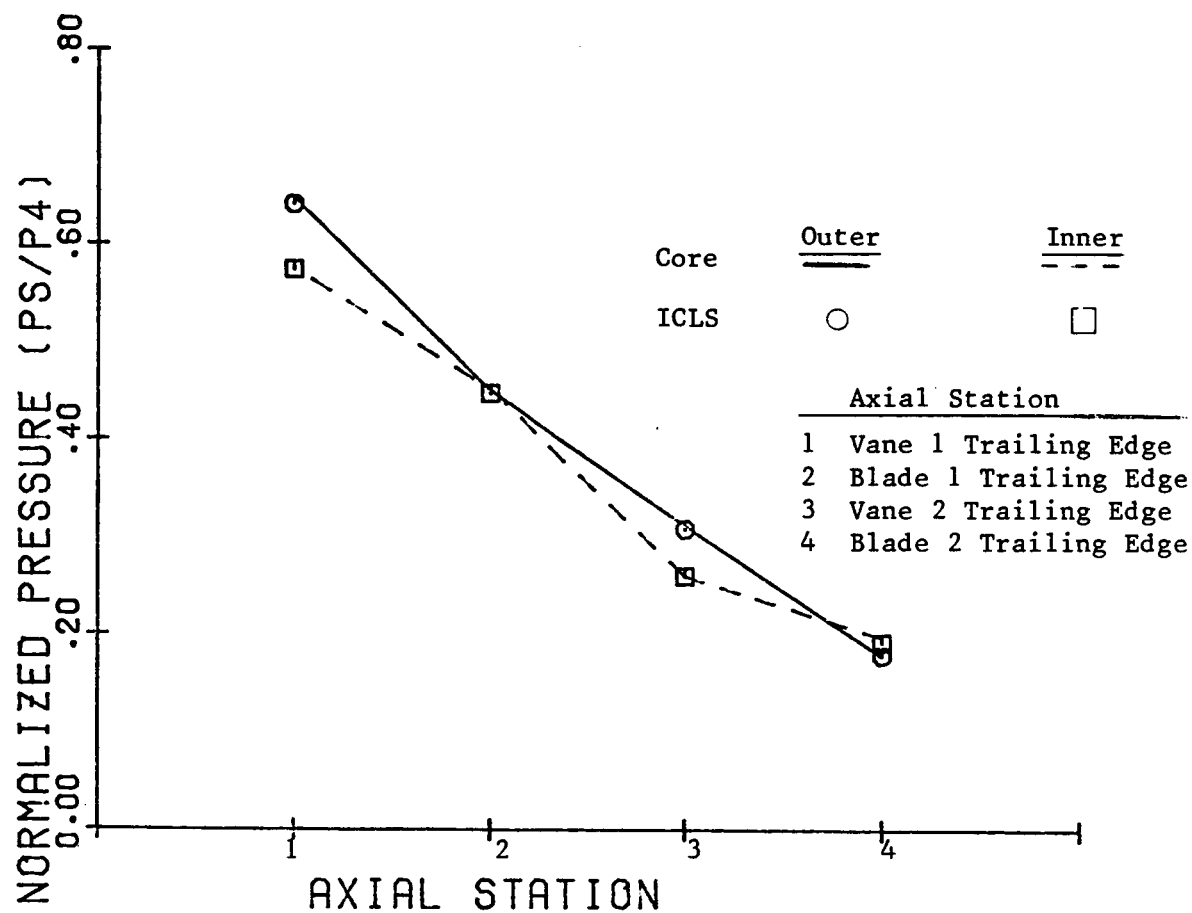 NORMALIZED PRESSURE (PS/P4)
.80
.60
.40
.20
0.00
Outer Inner
Core
ICLS
Axial Station
1 Vane 1 Trailing Edge
2 Blade 1 Trailing Edge
3 Vane 2 Trailing Edge
4 Blade 2 Trailing Edge
1 2 3 4
AXIAL STATION